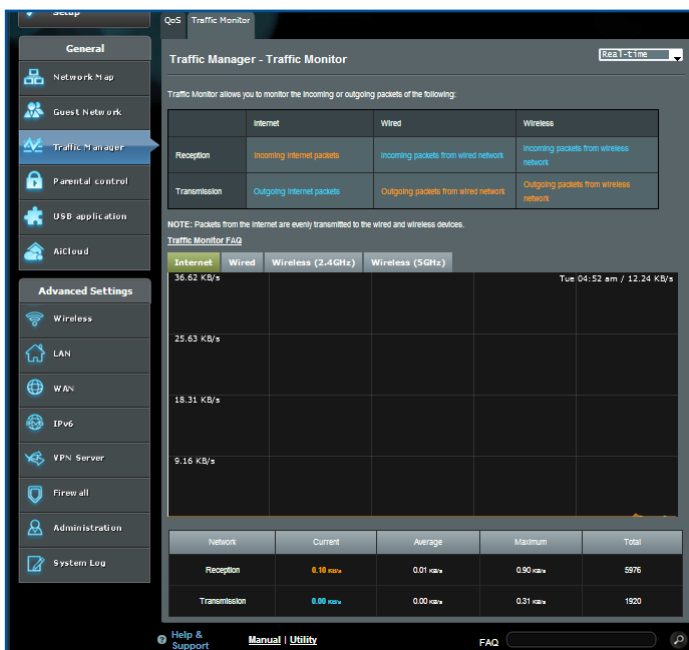 Setup
QoS Traffic Monitor
General
Network Map
Guest Network
Traffic Manager
Parental control
USB application
AiCloud
Advanced Settings
Wireless
LAN
WAN
IPv6
VPN Server
Firewall
Administration
System Log
Traffic Manager - Traffic Monitor
Real-time
Traffic Monitor allows you to monitor the incoming or outgoing packets of the following:
Internet Wired Wireless
Reception Incoming Internet packets Incoming packets from wired network Incoming packets from wireless network
Transmission Outgoing Internet packets Outgoing packets from wired network Outgoing packets from wireless network
NOTE: Packets from the Internet are evenly transmitted to the wired and wireless devices.
Traffic Monitor FAQ
Internet Wired Wireless (2.4GHz) Wireless (5GHz)
36.62 KB/s Tue 04:52 am / 12.24 KB/s
25.63 KB/s
18.31 KB/s
9.16 KB/s
Network Current Average Maximum Total
Reception 0.10 KB/s 0.01 KB/s 0.90 KB/s 5976
Transmission 0.00 KB/s 0.00 KB/s 0.31 KB/s 1920
Help & Support Manual | Utility FAQ